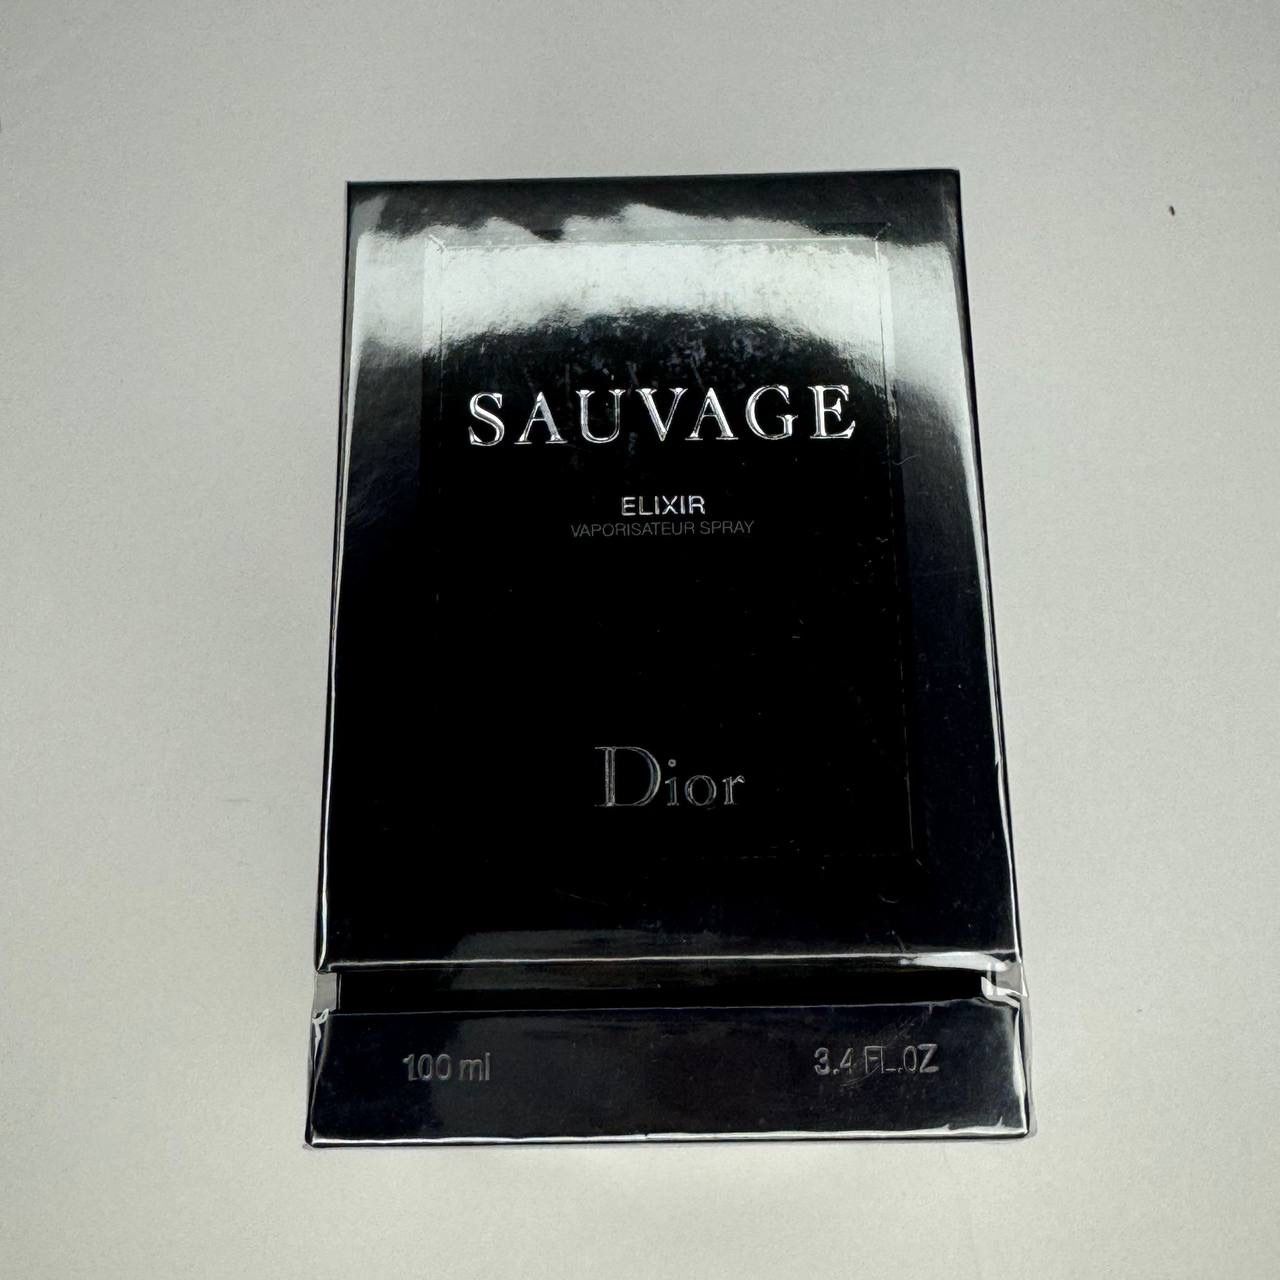 SAUVAGE
ELIXIR
VAPORISATEUR SPRAY
Dior
100 ml 3.4 FL.OZ